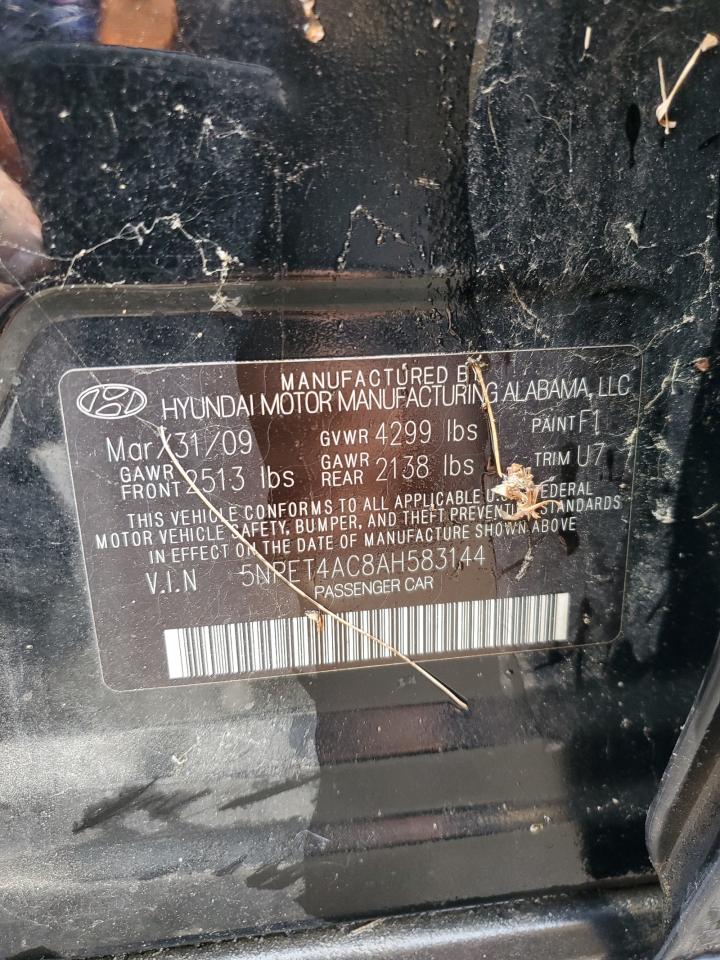 MANUFACTURED BY
HYUNDAI MOTOR MANUFACTURING ALABAMA, LLC
Mar/31/09 GVWR 4299 lbs PAINT F1
GAWR FRONT 2513 lbs GAWR REAR 2138 lbs TRIM U7
THIS VEHICLE CONFORMS TO ALL APPLICABLE U.S. FEDERAL
MOTOR VEHICLE SAFETY, BUMPER, AND THEFT PREVENTION STANDARDS
IN EFFECT ON THE DATE OF MANUFACTURE SHOWN ABOVE
V.I.N 5NPET4AC8AH583144
PASSENGER CAR